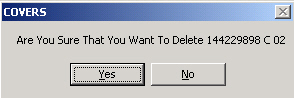 COVERS
Are You Sure That You Want To Delete 144229898 C 02
Yes No